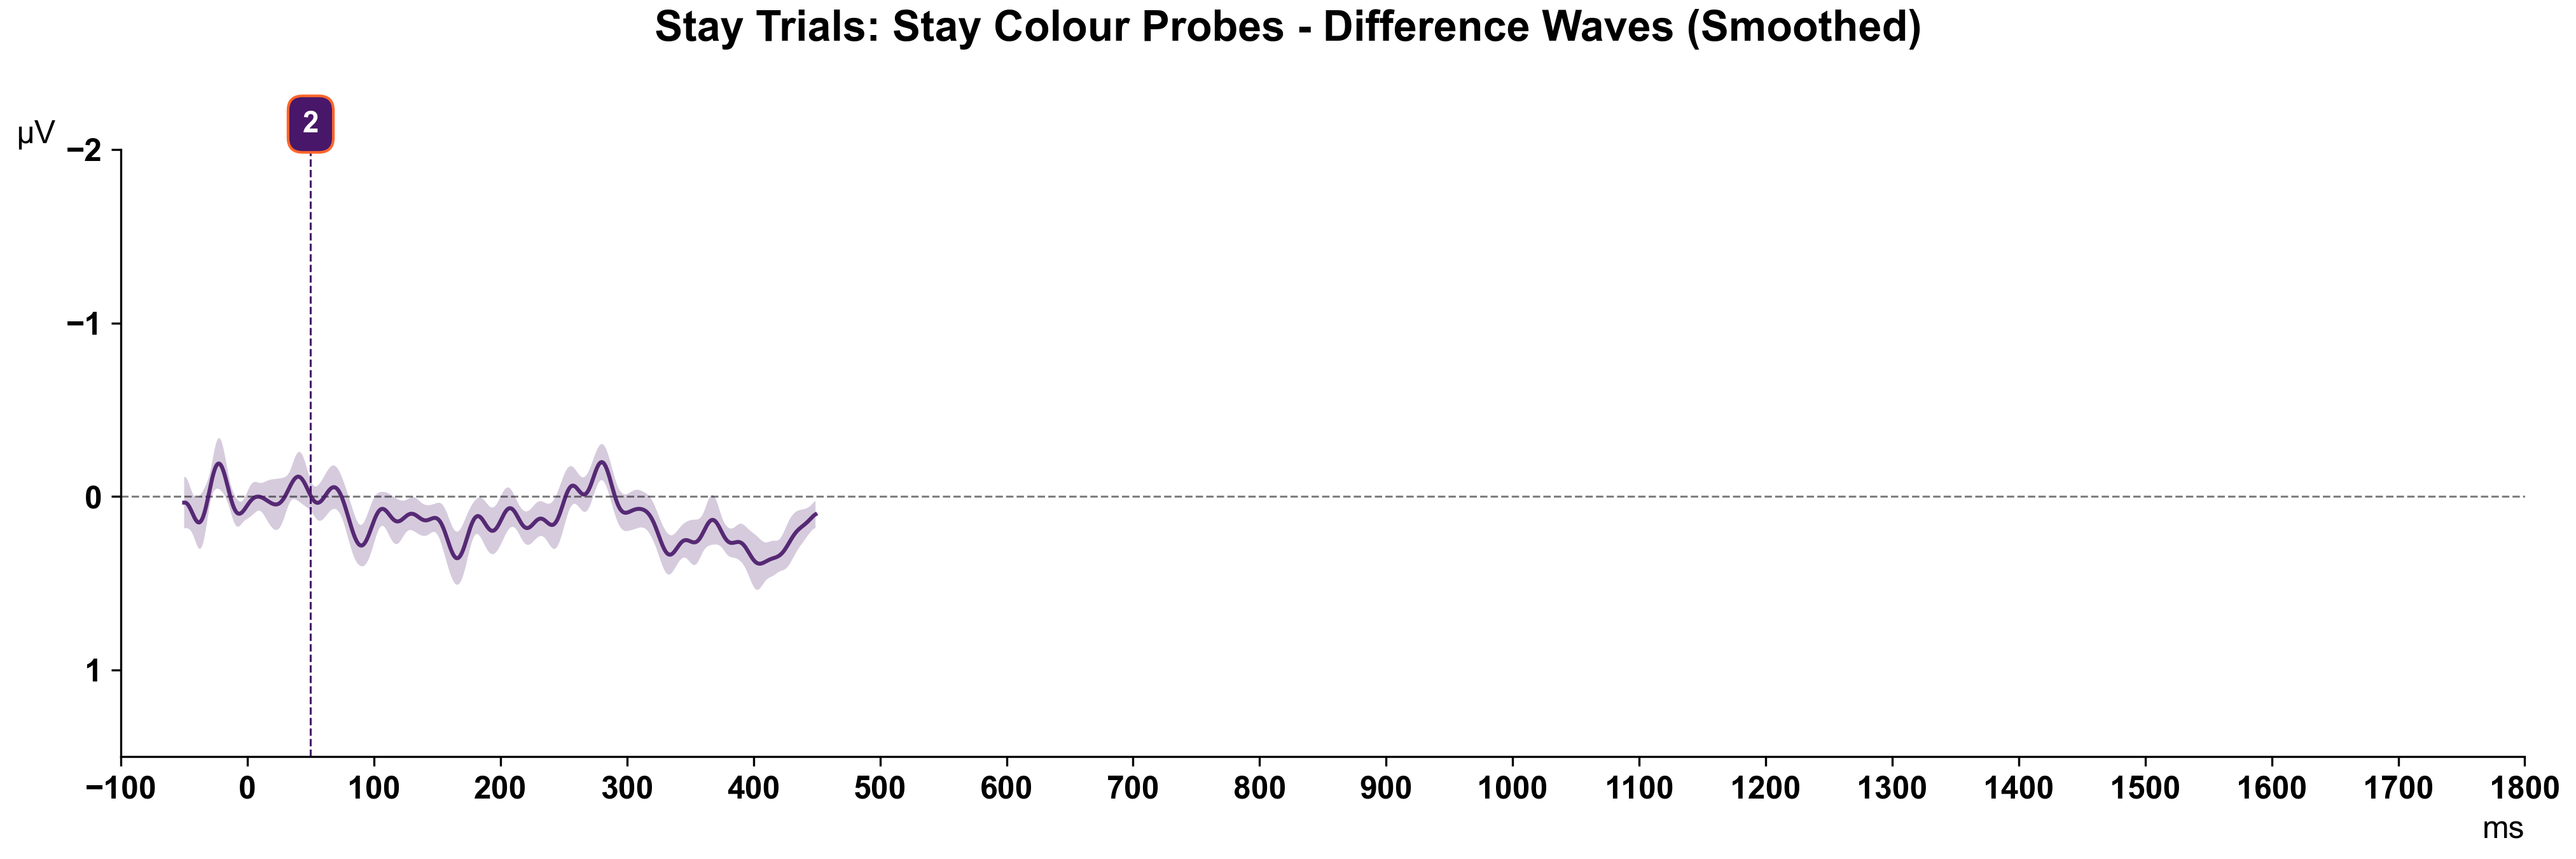 Stay Trials: Stay Colour Probes - Difference Waves (Smoothed)
2
µV
−2
−1
0
1
−100 0 100 200 300 400 500 600 700 800 900 1000 1100 1200 1300 1400 1500 1600 1700 1800
ms